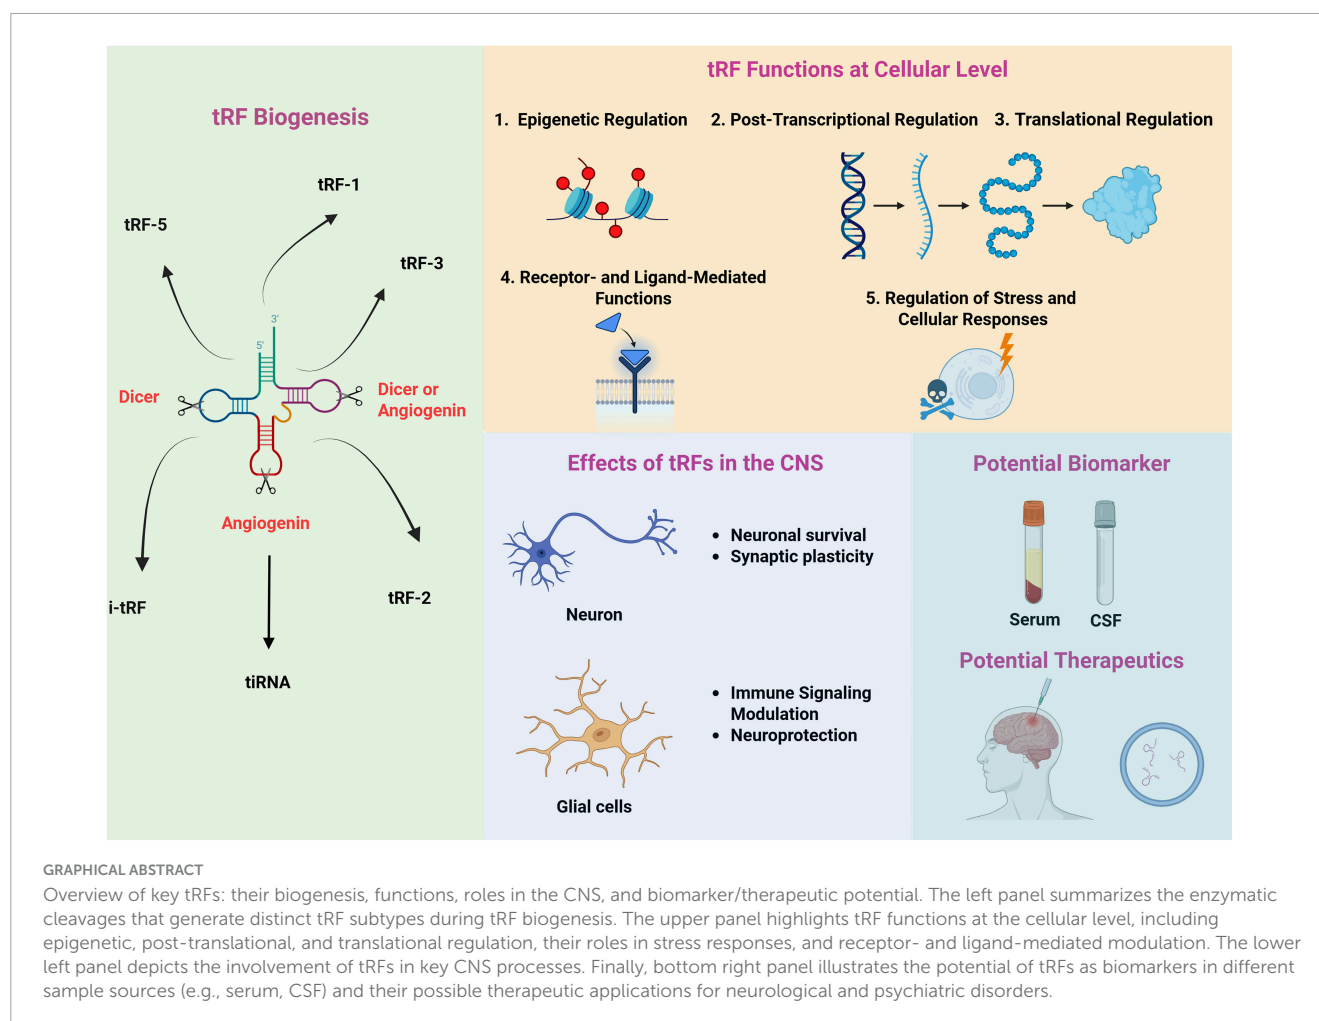 tRF Biogenesis
tRF-1
tRF-5
tRF-3
3'
5'
Dicer
Dicer or
Angiogenin
Angiogenin
i-tRF
tRF-2
tiRNA
tRF Functions at Cellular Level
1. Epigenetic Regulation
2. Post-Transcriptional Regulation
3. Translational Regulation
4. Receptor- and Ligand-Mediated
Functions
5. Regulation of Stress and
Cellular Responses
Effects of tRFs in the CNS
• Neuronal survival
• Synaptic plasticity
Neuron
• Immune Signaling
Modulation
• Neuroprotection
Glial cells
Potential Biomarker
Serum
CSF
Potential Therapeutics
GRAPHICAL ABSTRACT
Overview of key tRFs: their biogenesis, functions, roles in the CNS, and biomarker/therapeutic potential. The left panel summarizes the enzymatic
cleavages that generate distinct tRF subtypes during tRF biogenesis. The upper panel highlights tRF functions at the cellular level, including
epigenetic, post-translational, and translational regulation, their roles in stress responses, and receptor- and ligand-mediated modulation. The lower
left panel depicts the involvement of tRFs in key CNS processes. Finally, bottom right panel illustrates the potential of tRFs as biomarkers in different
sample sources (e.g., serum, CSF) and their possible therapeutic applications for neurological and psychiatric disorders.